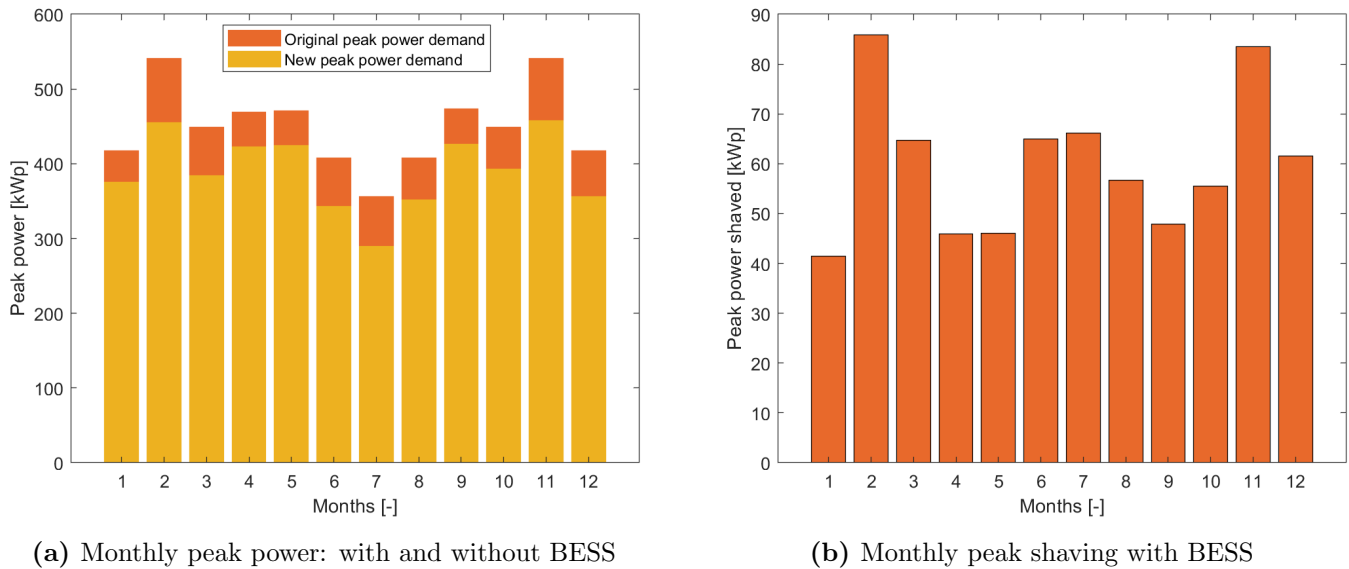 600
500
400
300
200
100
0
Peak power [kWp]
Original peak power demand
New peak power demand
1 2 3 4 5 6 7 8 9 10 11 12
Months [-]
(a) Monthly peak power: with and without BESS
90
80
70
60
50
40
30
20
10
0
Peak power shaved [kWp]
1 2 3 4 5 6 7 8 9 10 11 12
Months [-]
(b) Monthly peak shaving with BESS